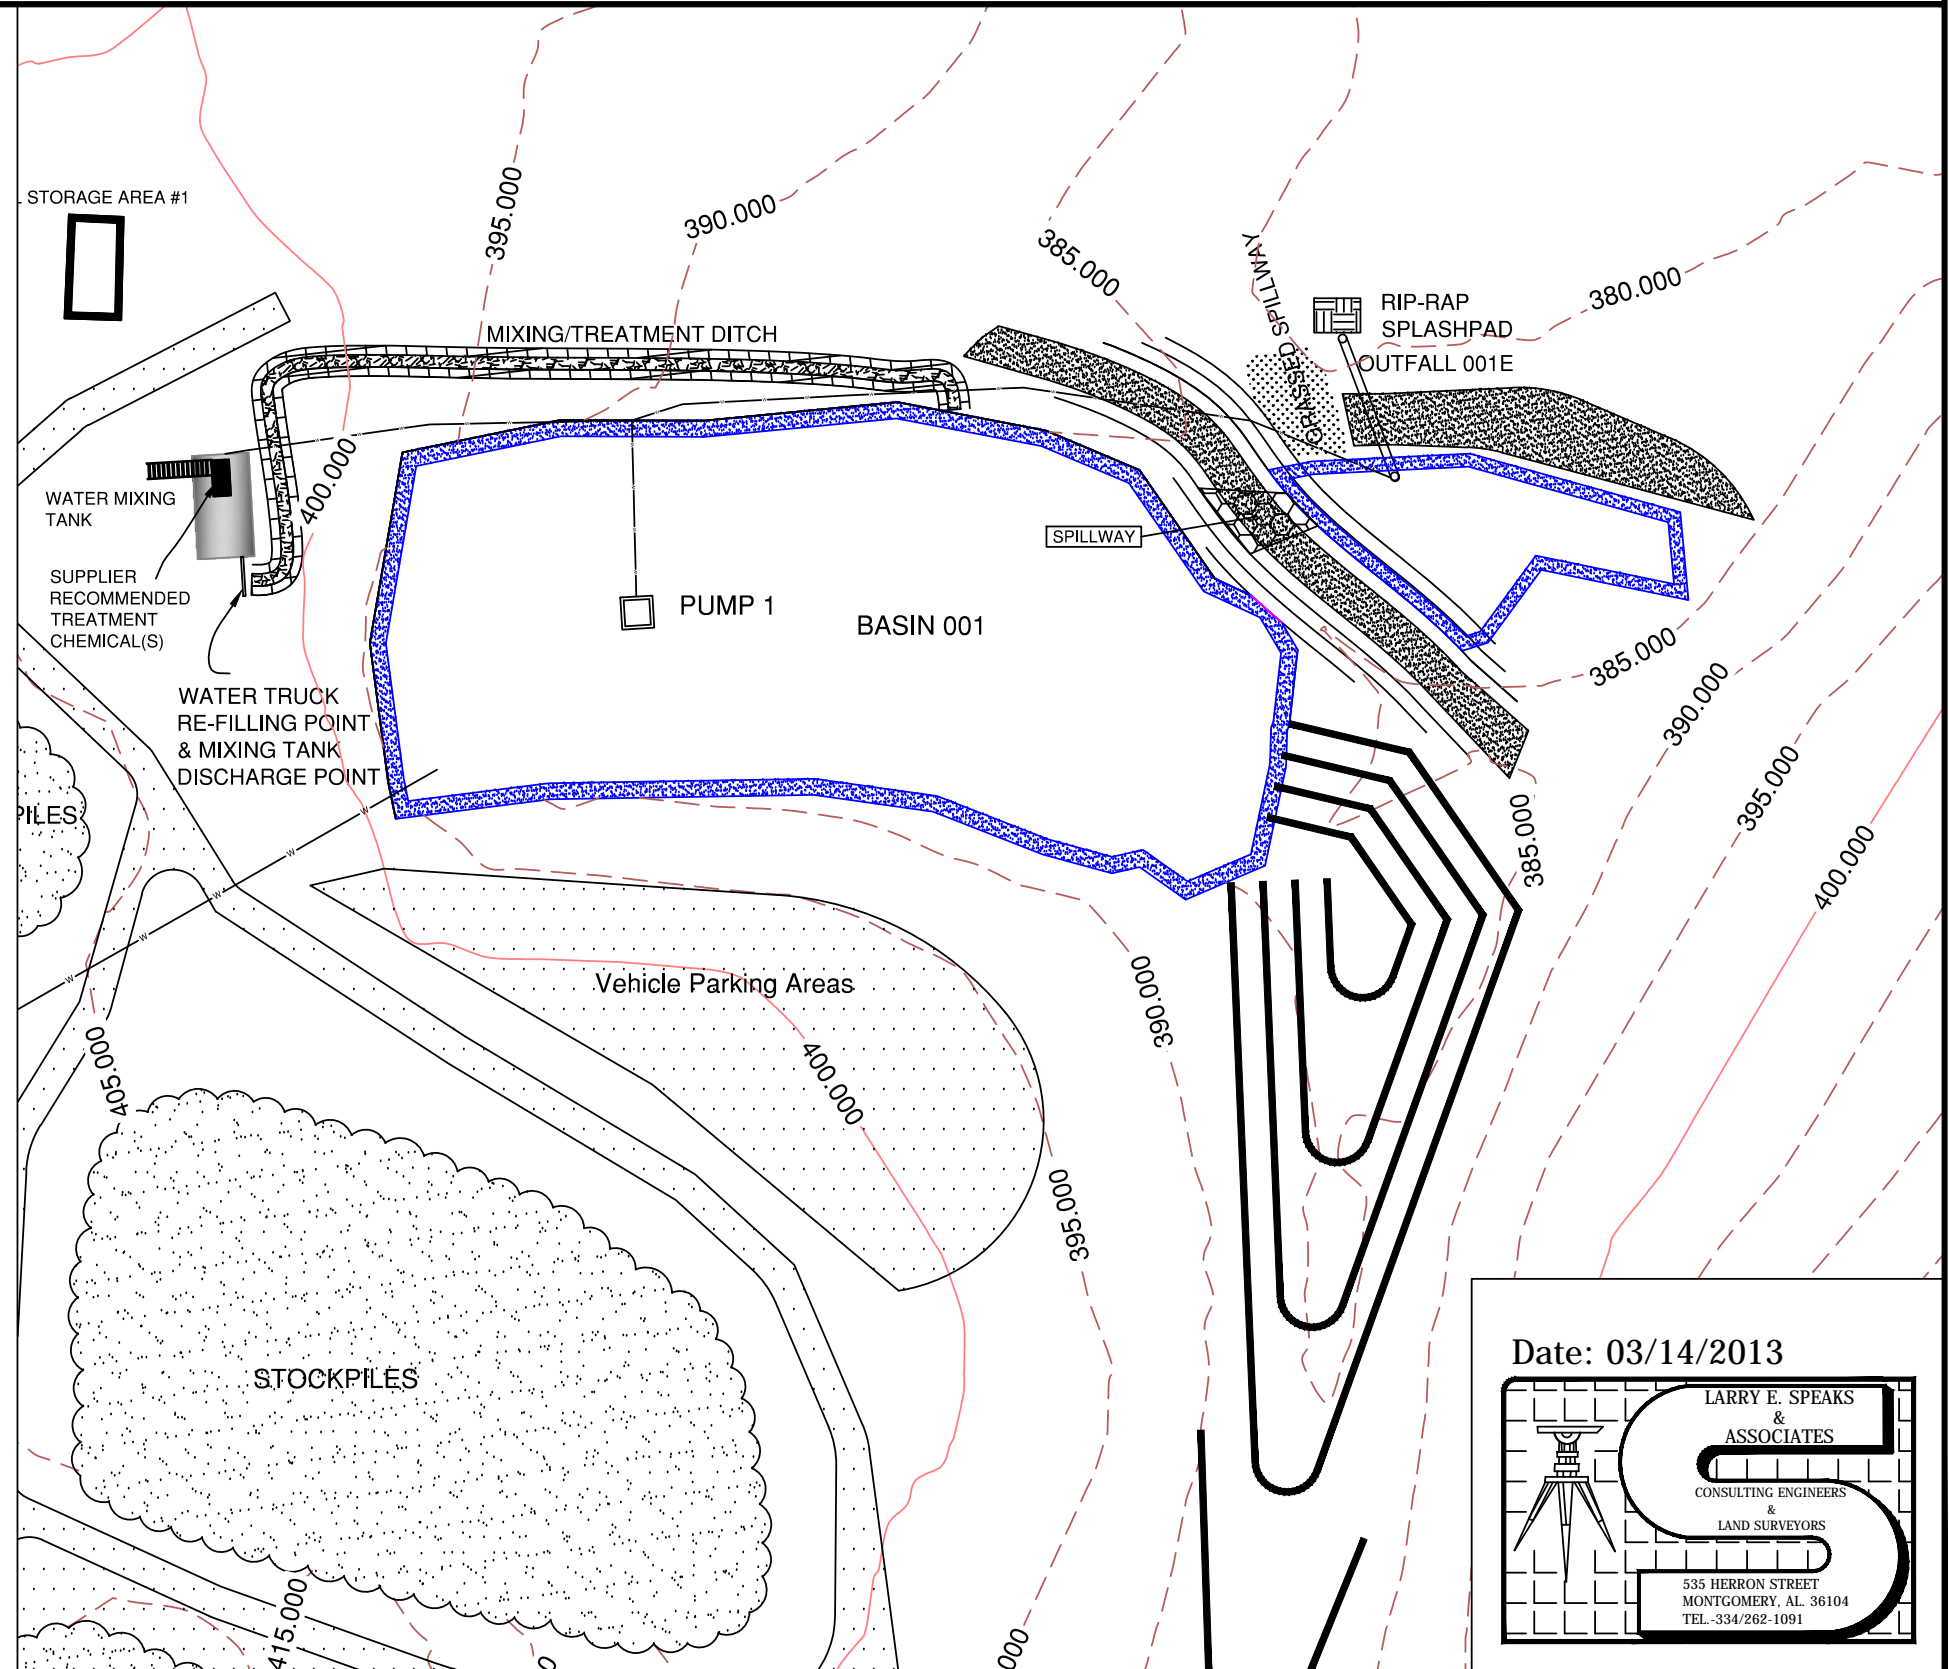 STORAGE AREA #1
395.000
390.000
385.000
380.000
GRASSED SPILLWAY
RIP-RAP
SPLASHPAD
OUTFALL 001E
MIXING/TREATMENT DITCH
400.000
WATER MIXING
TANK
SPILLWAY
SUPPLIER
RECOMMENDED
TREATMENT
CHEMICAL(S)
PUMP 1
BASIN 001
385.000
390.000
WATER TRUCK
RE-FILLING POINT
& MIXING TANK
DISCHARGE POINT
395.000
385.000
400.000
PILES
W
W
W
W
Vehicle Parking Areas
390.000
400.000
405.000
395.000
STOCKPILES
415.000
0
000
Date: 03/14/2013
LARRY E. SPEAKS
&
ASSOCIATES
CONSULTING ENGINEERS
&
LAND SURVEYORS
535 HERRON STREET
MONTGOMERY, AL. 36104
TEL.-334/262-1091